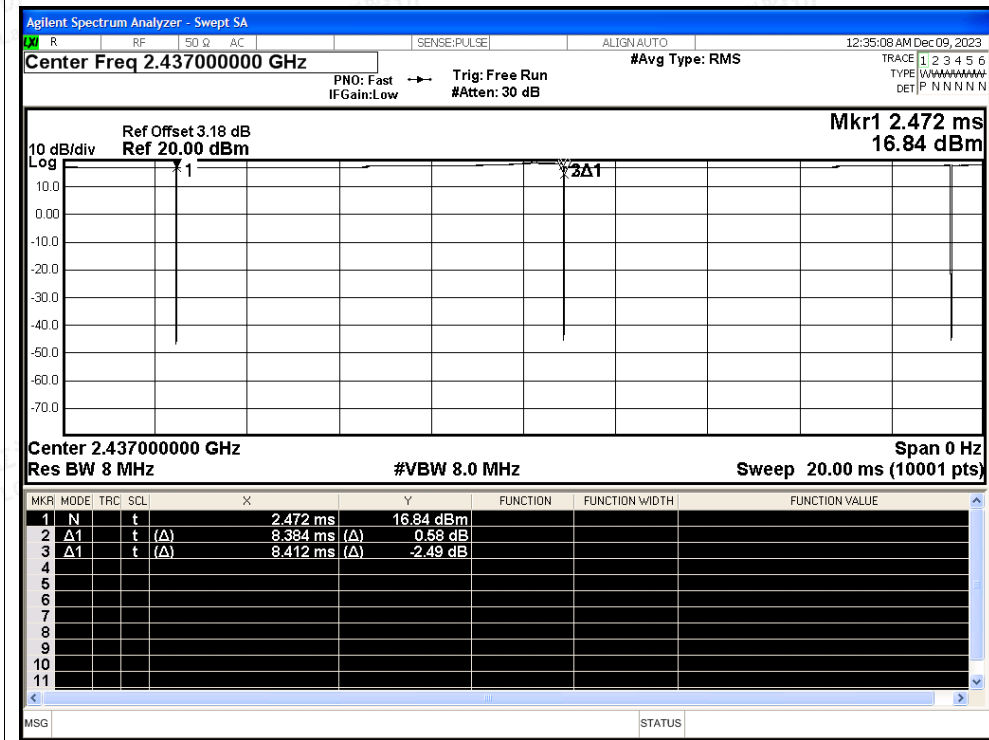 Agilent Spectrum Analyzer - Swept SA
LXI R RF 50 Ω AC SENSE:PULSE ALIGN AUTO 12:35:08 AM Dec 09, 2023
Center Freq 2.437000000 GHz #Avg Type: RMS TRACE 1 2 3 4 5 6
PNO: Fast Trig: Free Run TYPE
IFGain:Low #Atten: 30 dB DET P N N N N N
Mkr1 2.472 ms
Ref Offset 3.18 dB
10 dB/div Ref 20.00 dBm 16.84 dBm
Log
1 3Δ1
10.0
0.00
-10.0
-20.0
-30.0
-40.0
-50.0
-60.0
-70.0
Center 2.437000000 GHz Span 0 Hz
Res BW 8 MHz #VBW 8.0 MHz Sweep 20.00 ms (10001 pts)
MKR MODE TRC SCL X Y FUNCTION FUNCTION WIDTH FUNCTION VALUE
1 N t 2.472 ms 16.84 dBm
2 Δ1 t (Δ) 8.384 ms (Δ) 0.58 dB
3 Δ1 t (Δ) 8.412 ms (Δ) -2.49 dB
4
5
6
7
8
9
10
11
MSG STATUS